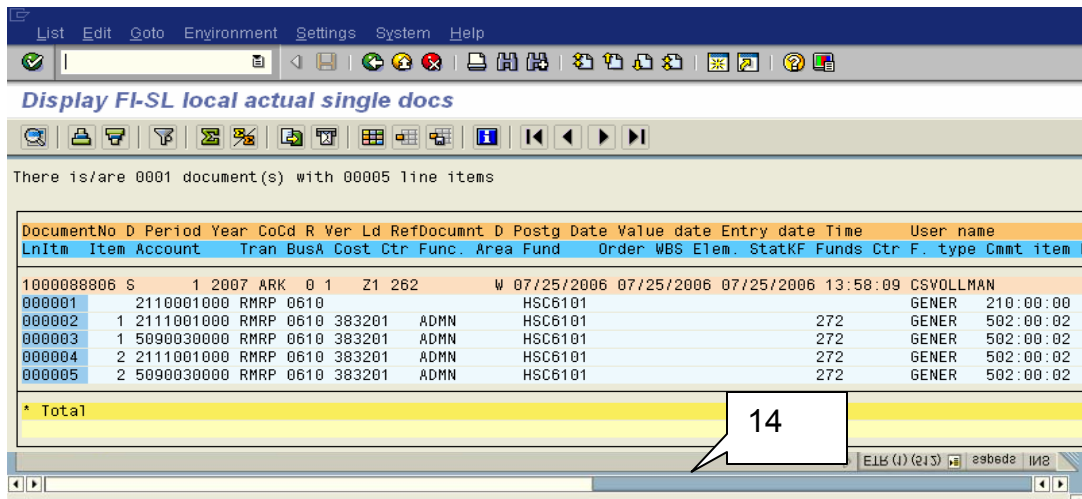 List Edit Goto Environment Settings System Help
Display FI-SL local actual single docs
There is/are 0001 document(s) with 00005 line items
DocumentNo D Period Year CoCd R Ver Ld RefDocumnt D Postg Date Value date Entry date Time User name
LnItm Item Account Tran BusA Cost Ctr Func. Area Fund Order WBS Elem. StatKF Funds Ctr F. type Cmmt item
1000088806 S 1 2007 ARK 0 1 Z1 262 W 07/25/2006 07/25/2006 07/25/2006 13:58:09 CSVOLLMAN
000001 2110001000 RMRP 0610 HSC6101 GENER 210:00:00
000002 1 2111001000 RMRP 0610 383201 ADMN HSC6101 272 GENER 502:00:02
000003 1 5090030000 RMRP 0610 383201 ADMN HSC6101 272 GENER 502:00:02
000004 2 2111001000 RMRP 0610 383201 ADMN HSC6101 272 GENER 502:00:02
000005 2 5090030000 RMRP 0610 383201 ADMN HSC6101 272 GENER 502:00:02
* Total
14
ETR (1) (612) sapeds INS